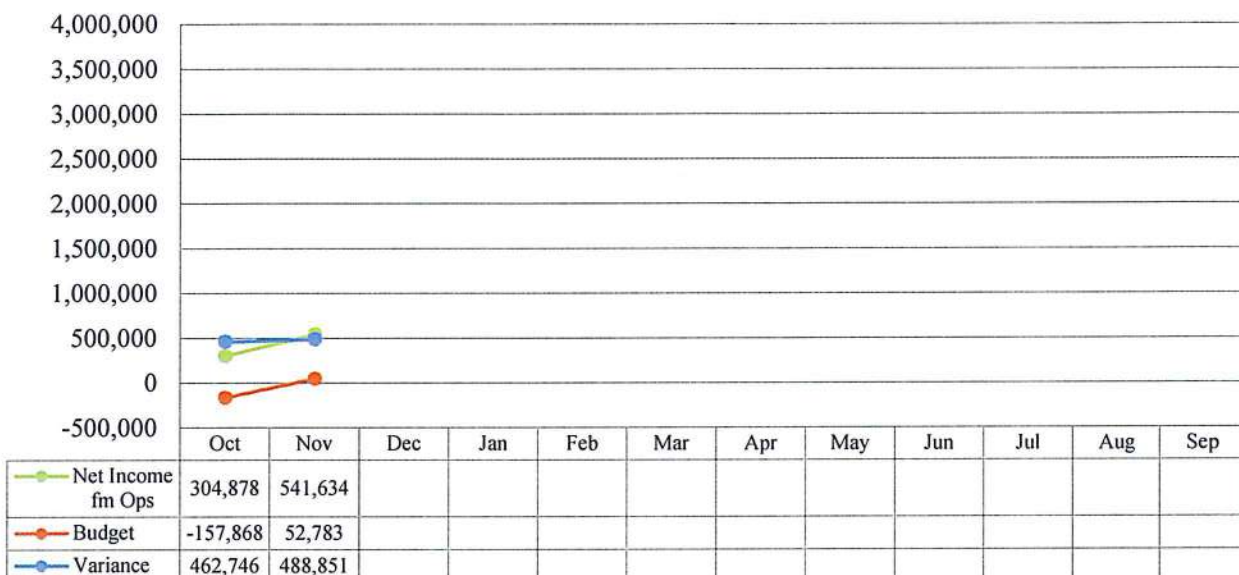 4,000,000
3,500,000
3,000,000
2,500,000
2,000,000
1,500,000
1,000,000
500,000
0
-500,000
Oct Nov Dec Jan Feb Mar Apr May Jun Jul Aug Sep
Net Income
fm Ops 304,878 541,634
Budget -157,868 52,783
Variance 462,746 488,851